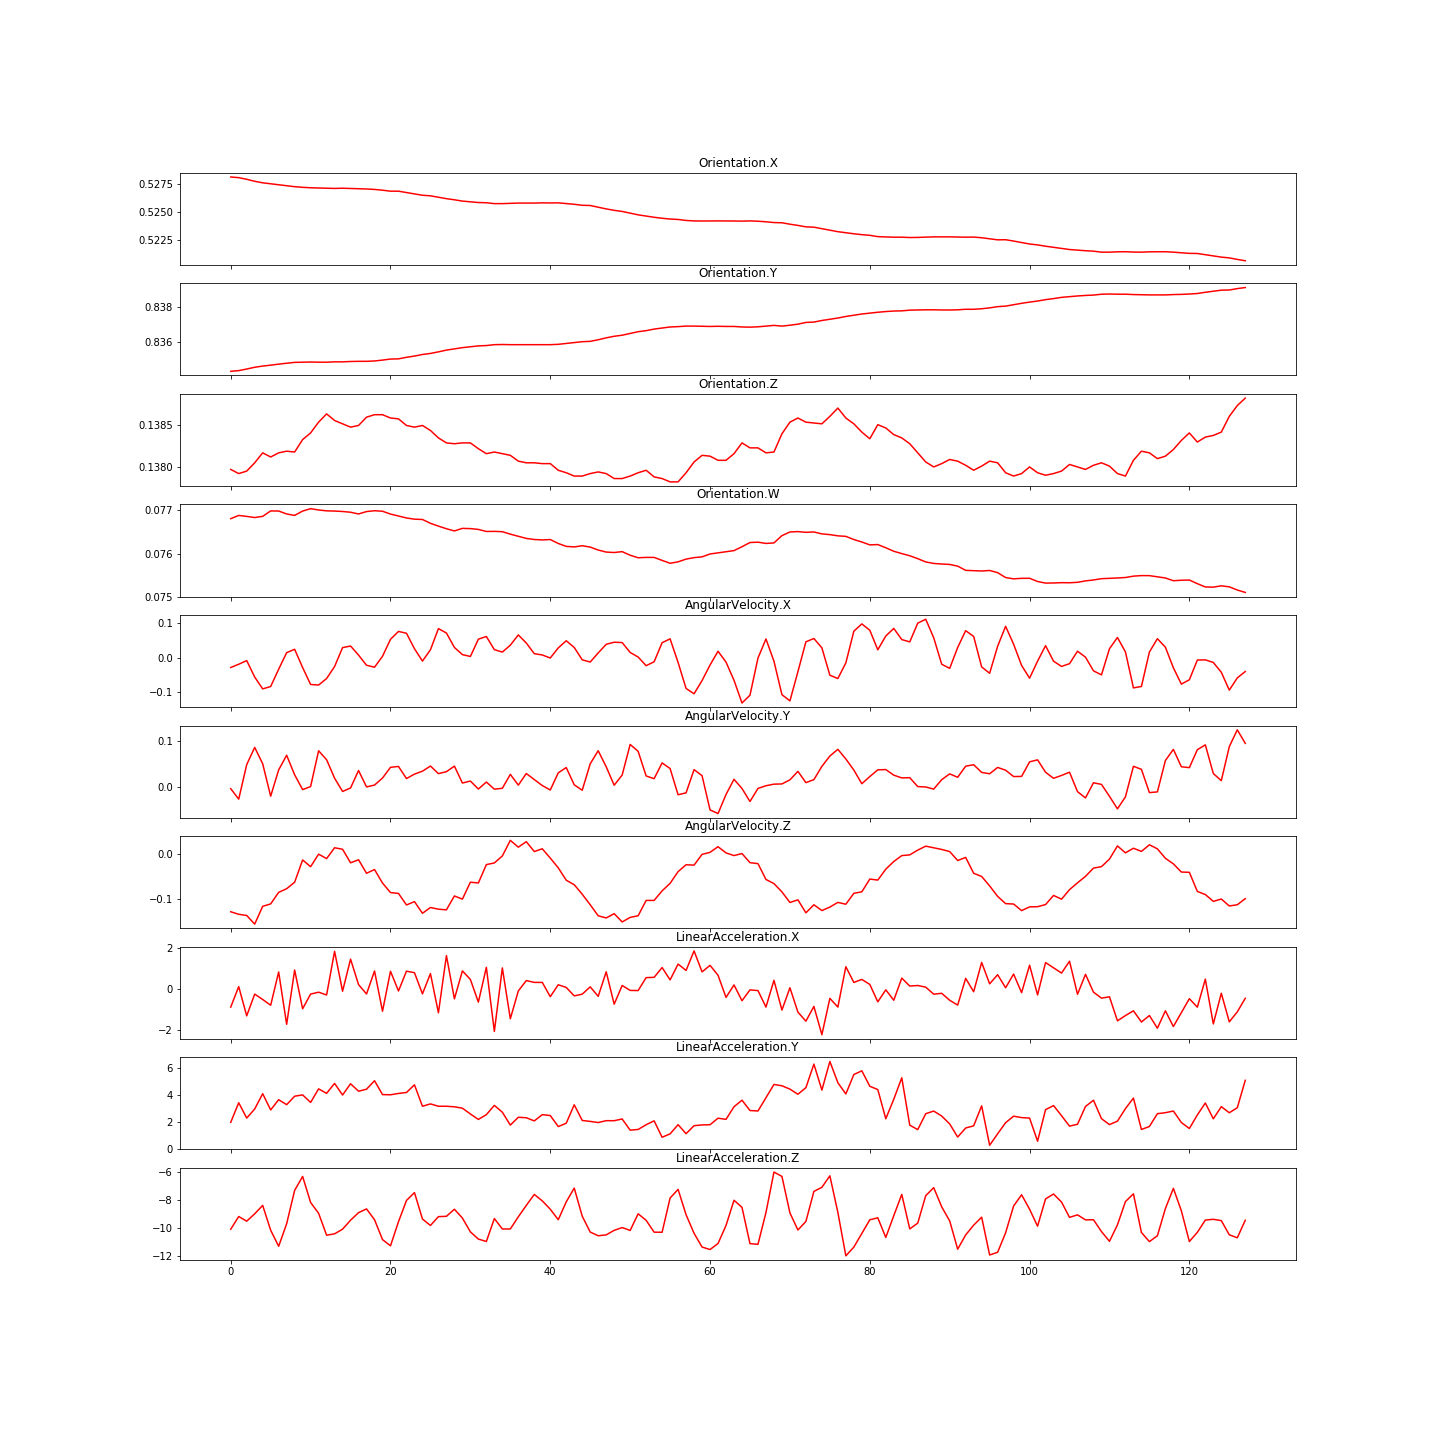 Orientation.X
0.5275
0.5250
0.5225
Orientation.Y
0.838
0.836
Orientation.Z
0.1385
0.1380
Orientation.W
0.077
0.076
0.075
AngularVelocity.X
0.1
0.0
−0.1
AngularVelocity.Y
0.1
0.0
AngularVelocity.Z
0.0
−0.1
LinearAcceleration.X
2
0
−2
LinearAcceleration.Y
6
4
2
0
LinearAcceleration.Z
−6
−8
−10
−12
0 20 40 60 80 100 120